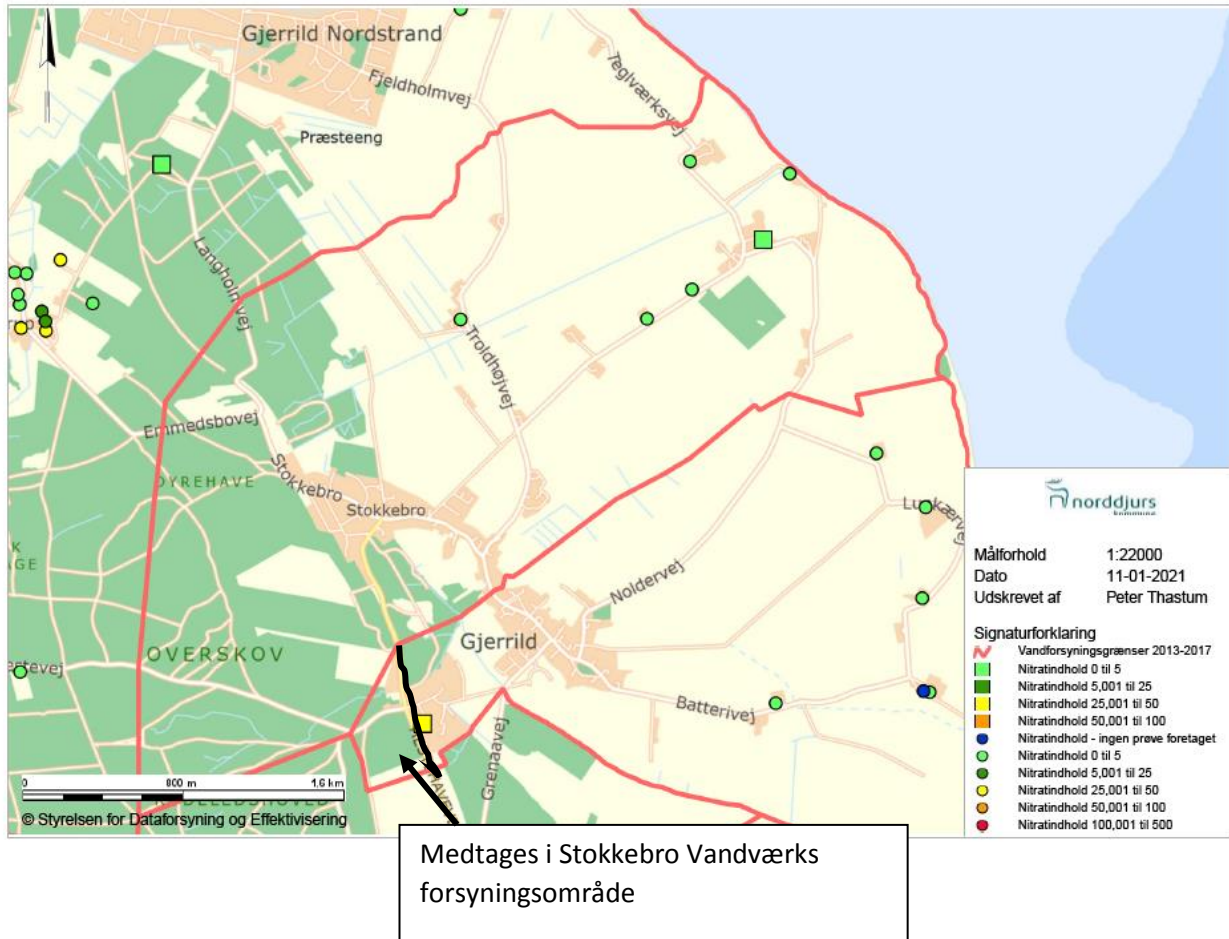 Gjerrild Nordstrand
Fjeldholmvej
Teglværksvej
Præsteeng
Langholmvej
Troldhøjvej
Emmedsbovej
DYREHAVE
Stokkebro
Stokkebro
Noldervej
Gjerrild
OVERSKOV
Batterivej
Grenaavej
0 800 m 1,6 km
© Styrelsen for Dataforsyning og Effektivisering
norddjurs
kommune
Målforhold 1:22000
Dato 11-01-2021
Udskrevet af Peter Thastum
Signaturforklaring
Vandforsyningsgrænser 2013-2017
Nitratindhold 0 til 5
Nitratindhold 5,001 til 25
Nitratindhold 25,001 til 50
Nitratindhold 50,001 til 100
Nitratindhold - ingen prøve foretaget
Nitratindhold 0 til 5
Nitratindhold 5,001 til 25
Nitratindhold 25,001 til 50
Nitratindhold 50,001 til 100
Nitratindhold 100,001 til 500
Medtages i Stokkebro Vandværks
forsyningsområde